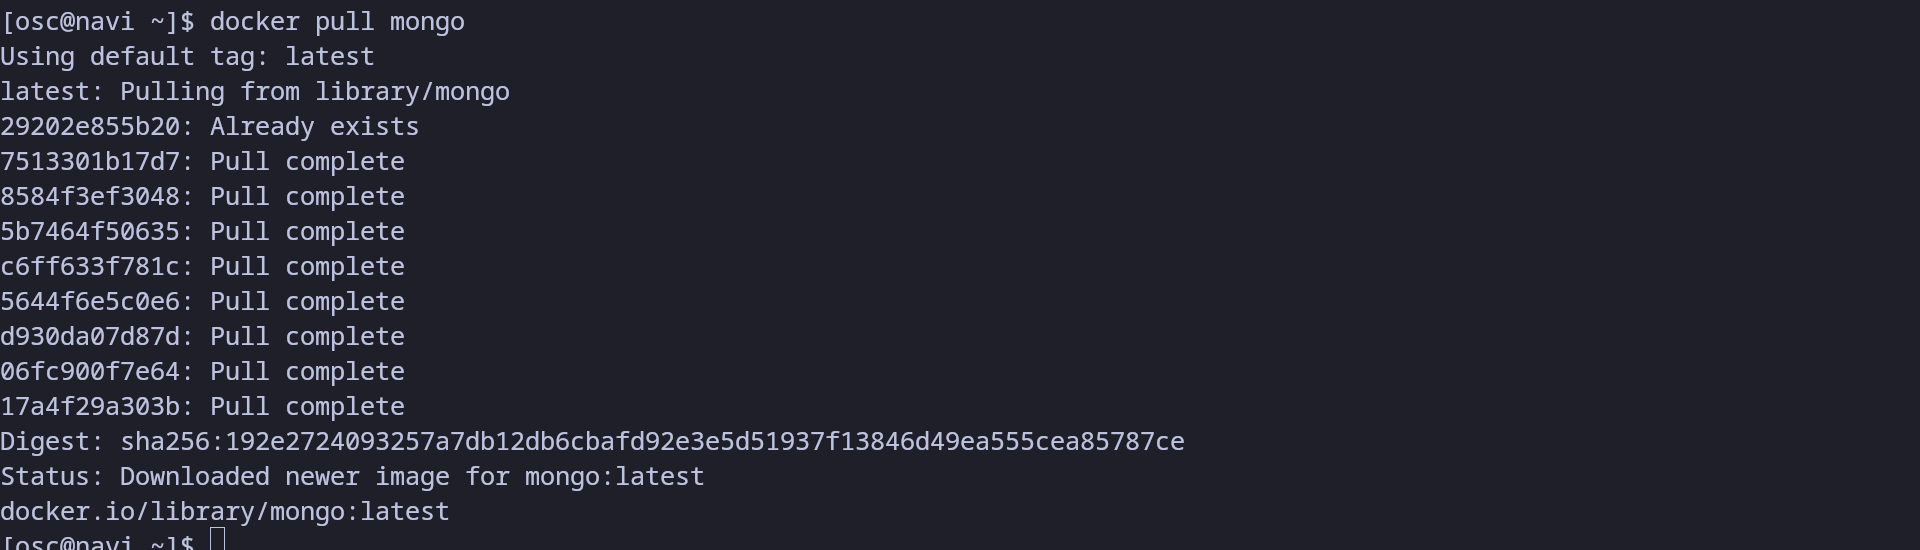 [osc@navi ~]$ docker pull mongo
Using default tag: latest
latest: Pulling from library/mongo
29202e855b20: Already exists
7513301b17d7: Pull complete
8584f3ef3048: Pull complete
5b7464f50635: Pull complete
c6ff633f781c: Pull complete
5644f6e5c0e6: Pull complete
d930da07d87d: Pull complete
06fc900f7e64: Pull complete
17a4f29a303b: Pull complete
Digest: sha256:192e2724093257a7db12db6cbafd92e3e5d51937f13846d49ea555cea85787ce
Status: Downloaded newer image for mongo:latest
docker.io/library/mongo:latest
[osc@navi ~]$